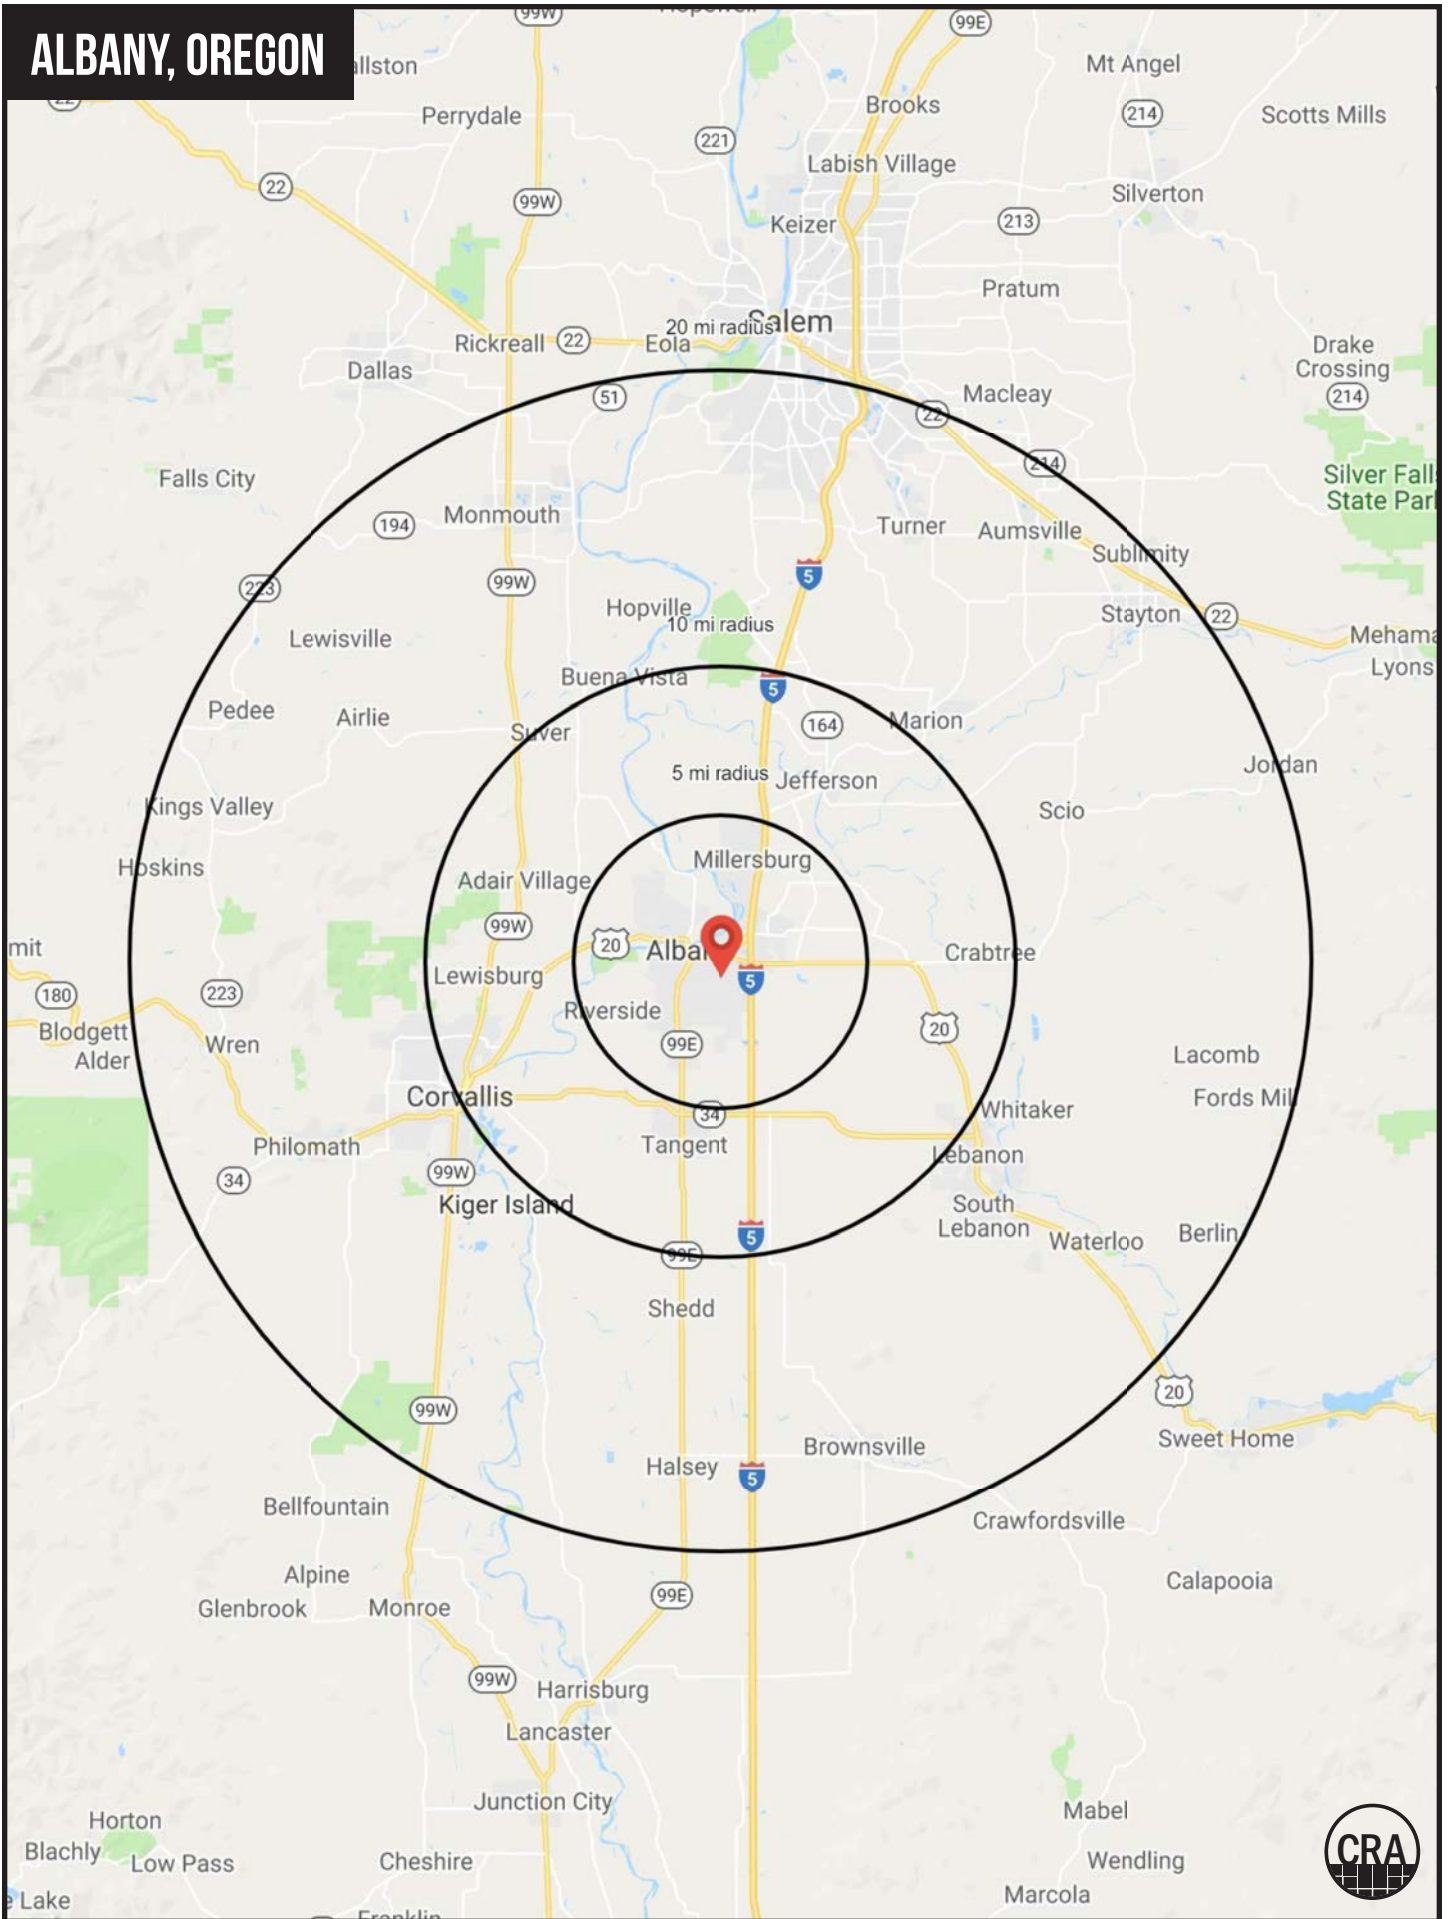 ALBANY, OREGON
99W
99E
allston
Mt Angel
22
Perrydale
Brooks
214
Scotts Mills
221
Labish Village
22
99W
Silverton
Keizer
213
Pratum
Salem
20 mi radius
Rickreall
22
Eola
Drake
Crossing
Dallas
51
Macleay
214
22
Falls City
214
Silver Fall
State Par
194
Monmouth
Turner
Aumsville
Sublimity
5
223
99W
Hopville
Stayton
22
10 mi radius
Lewisville
Mehama
Lyons
Buena Vista
5
Pedee
Airlie
Suver
164
Marion
Jordan
5 mi radius
Jefferson
Kings Valley
Scio
Millersburg
Hoskins
Adair Village
99W
20
mit
Alba
Crabtree
Lewisburg
5
180
223
Riverside
20
Blodgett
Wren
99E
Alder
Lacomb
Corvallis
Fords Mil
34
Whitaker
Philomath
Tangent
Lebanon
99W
34
Kiger Island
South
Lebanon
5
Waterloo
Berlin
99E
Shedd
20
99W
Brownsville
Sweet Home
Halsey
5
Bellfountain
Crawfordsville
Alpine
Calapooia
99E
Glenbrook
Monroe
99W
Harrisburg
Lancaster
Junction City
Horton
Mabel
Blachly
Low Pass
Cheshire
CRA
Wendling
e Lake
Marcola